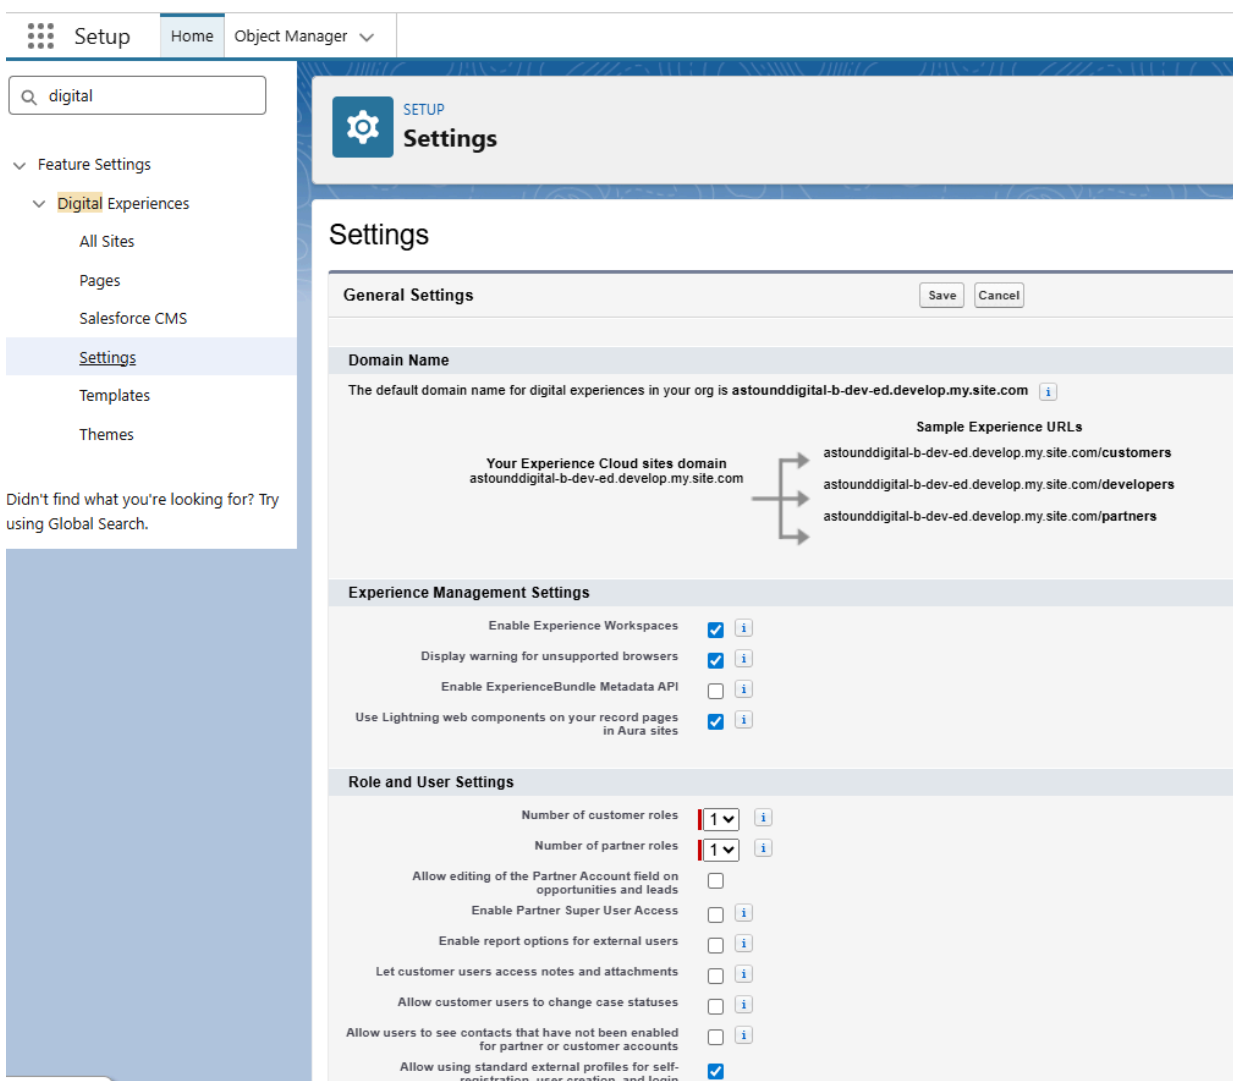 Setup
Home
Object Manager
digital
Feature Settings
Digital Experiences
All Sites
Pages
Salesforce CMS
Settings
Templates
Themes
Didn't find what you're looking for? Try
using Global Search.
SETUP
Settings
Settings
General Settings
Save
Cancel
Domain Name
The default domain name for digital experiences in your org is astounddigital-b-dev-ed.develop.my.site.com
Sample Experience URLs
Your Experience Cloud sites domain
astounddigital-b-dev-ed.develop.my.site.com
astounddigital-b-dev-ed.develop.my.site.com/customers
astounddigital-b-dev-ed.develop.my.site.com/developers
astounddigital-b-dev-ed.develop.my.site.com/partners
Experience Management Settings
Enable Experience Workspaces
Display warning for unsupported browsers
Enable ExperienceBundle Metadata API
Use Lightning web components on your record pages
in Aura sites
Role and User Settings
Number of customer roles
1
Number of partner roles
1
Allow editing of the Partner Account field on
opportunities and leads
Enable Partner Super User Access
Enable report options for external users
Let customer users access notes and attachments
Allow customer users to change case statuses
Allow users to see contacts that have not been enabled
for partner or customer accounts
Allow using standard external profiles for self-
registration, user creation, and login